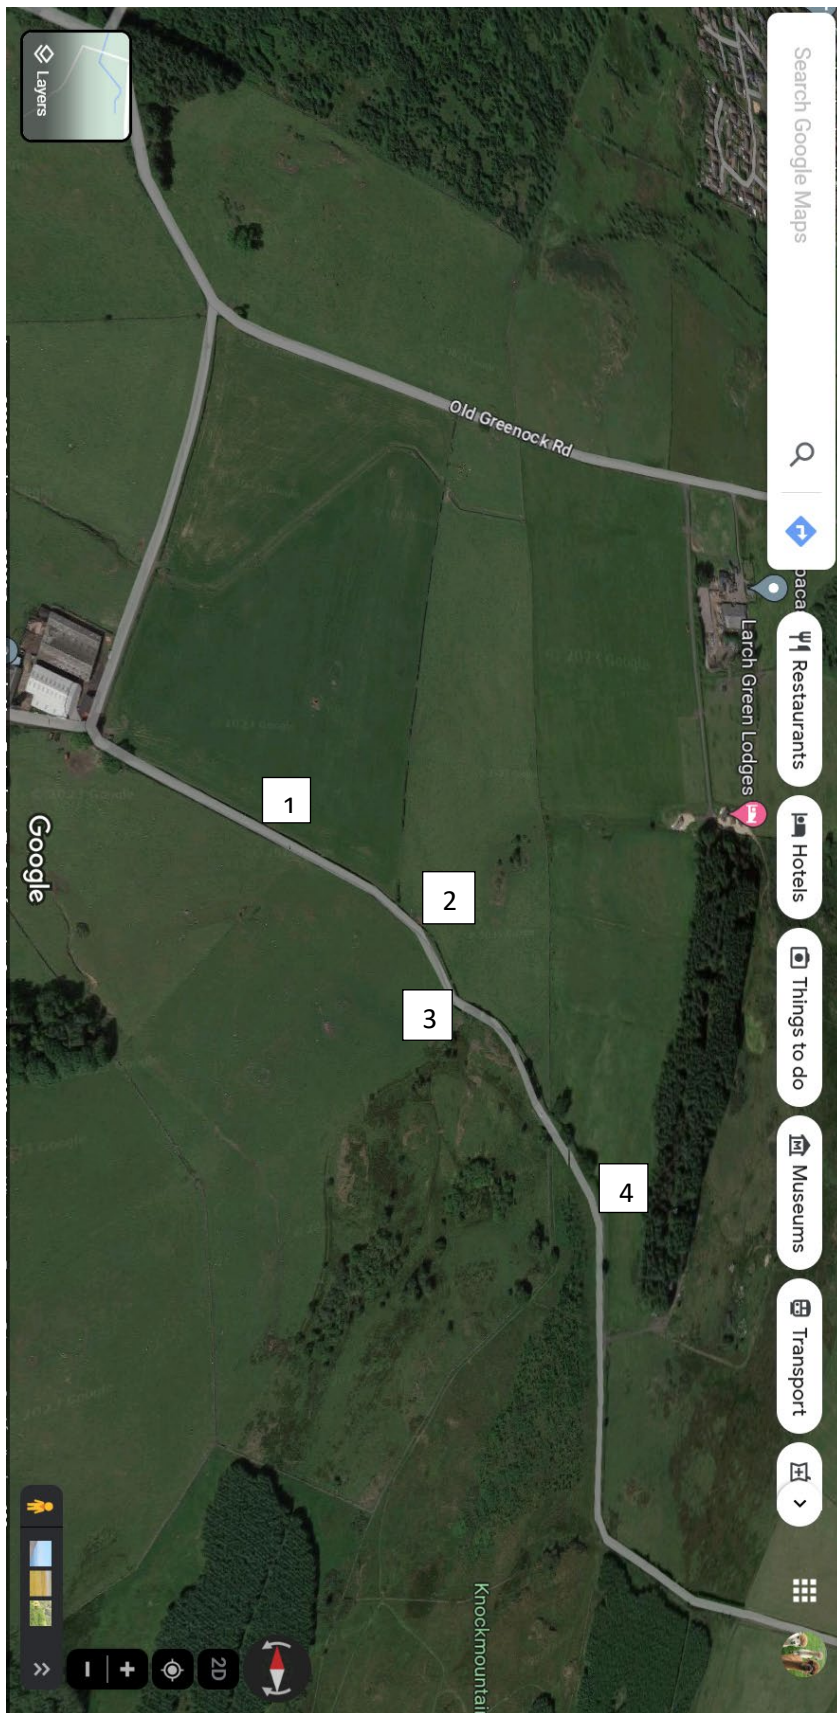 Search Google Maps
Restaurants
Hotels
Things to do
Museums
Transport
paca
Larch Green Lodges
Old Greenock Rd
1
2
3
4
Knockmountai
Layers
Google
2D